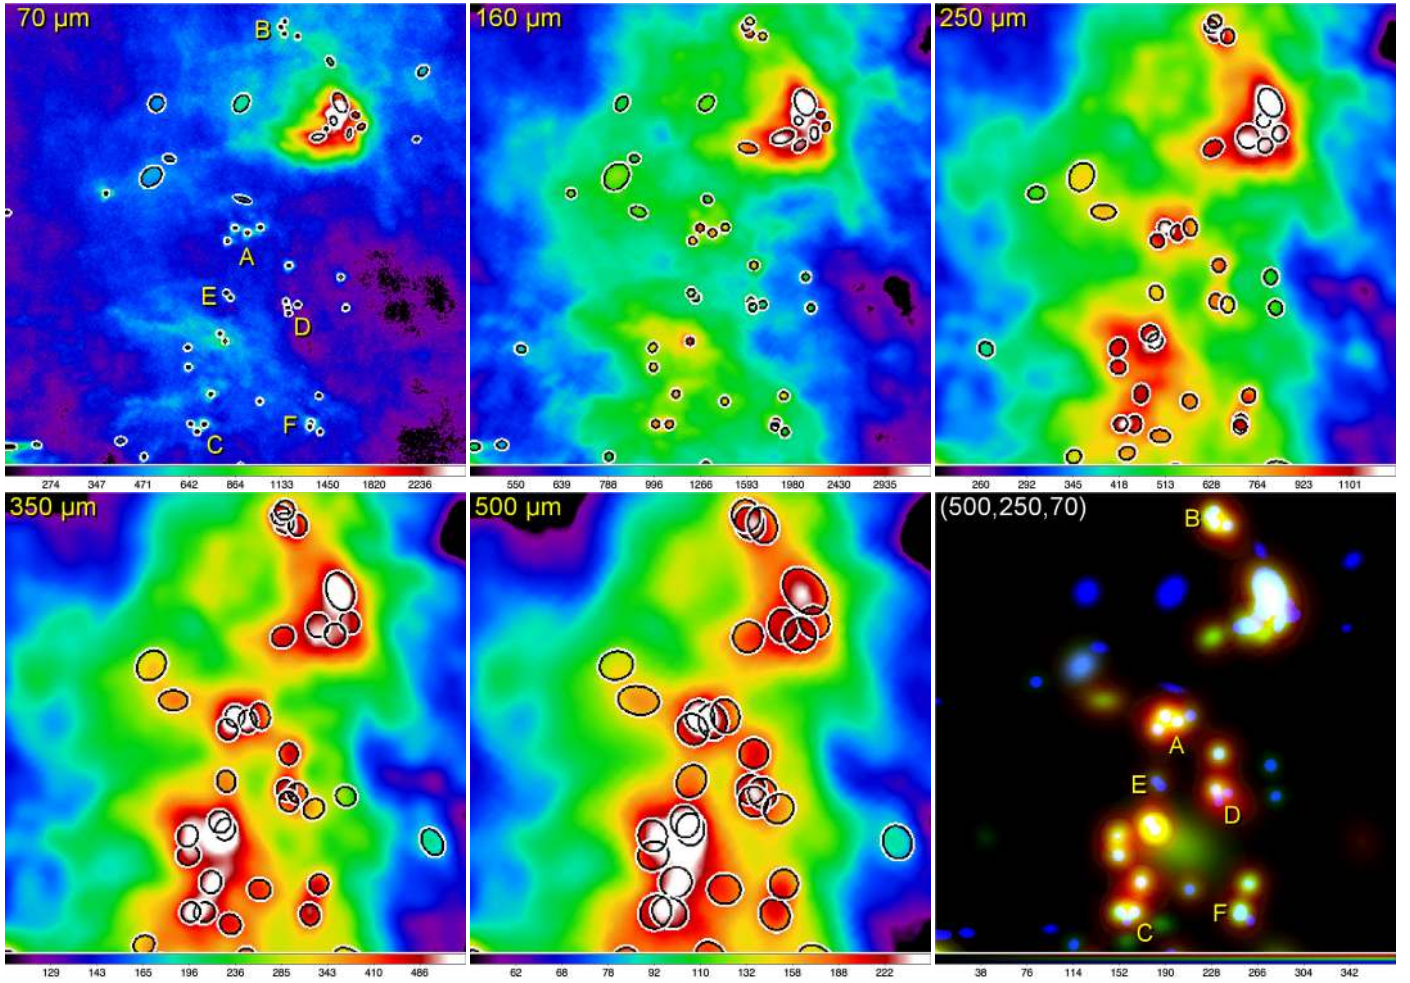 70 µm
B
A
E
D
C
F
274 347 471 642 864 1133 1450 1820 2236
160 µm
550 639 788 996 1266 1593 1980 2430 2935
250 µm
260 292 345 418 513 628 764 923 1101
350 µm
129 143 165 196 236 285 343 410 486
500 µm
62 68 78 92 110 132 158 188 222
(500,250,70)
B
A
E
D
F
C
38 76 114 152 190 228 266 304 342